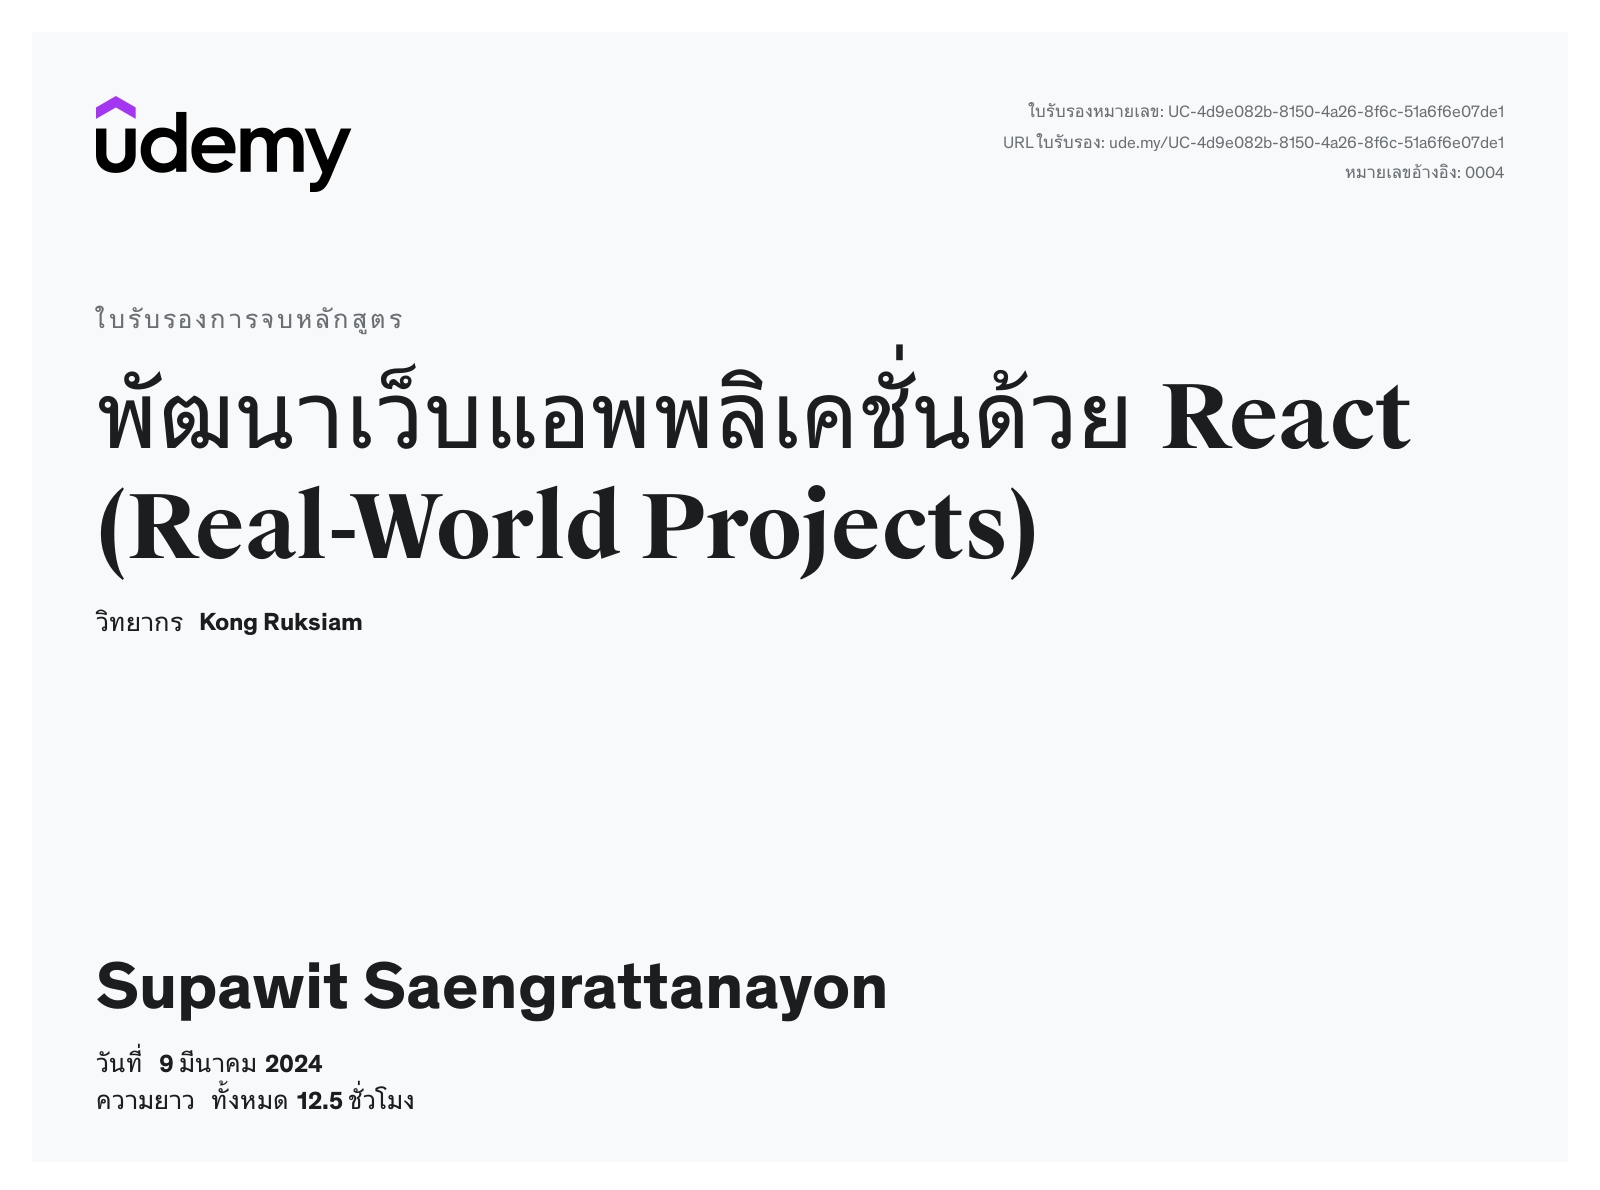 udemy
ใบรับรองหมายเลข: UC-4d9e082b-8150-4a26-8f6c-51a6f6e07de1
URL ใบรับรอง: ude.my/UC-4d9e082b-8150-4a26-8f6c-51a6f6e07de1
หมายเลขอ้างอิง: 0004
ใบรับรองการจบหลักสูตร
พัฒนาเว็บแอพพลิเคชั่นด้วย React
(Real-World Projects)
วิทยากร Kong Ruksiam
Supawit Saengrattanayon
วันที่ 9 มีนาคม 2024
ความยาว ทั้งหมด 12.5 ชั่วโมง